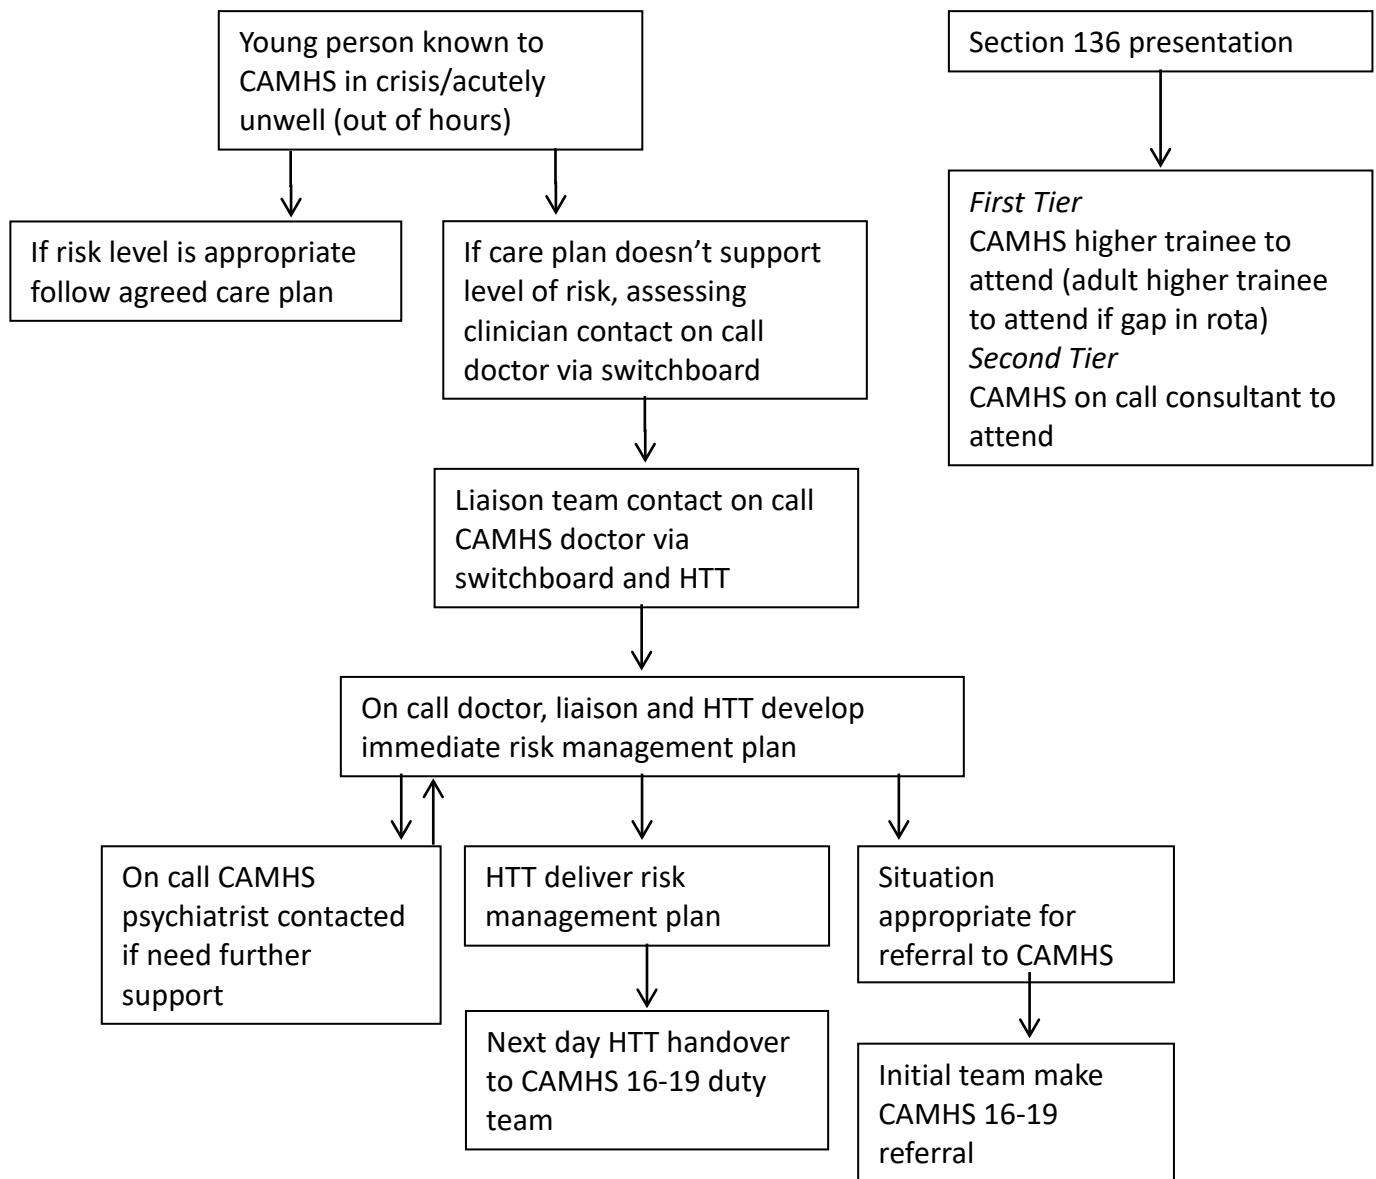 Young person known to
CAMHS in crisis/acutely
unwell (out of hours)
Section 136 presentation
If risk level is appropriate
follow agreed care plan
If care plan doesn’t support
level of risk, assessing
clinician contact on call
doctor via switchboard
First Tier
CAMHS higher trainee to
attend (adult higher trainee
to attend if gap in rota)
Second Tier
CAMHS on call consultant to
attend
Liaison team contact on call
CAMHS doctor via
switchboard and HTT
On call doctor, liaison and HTT develop
immediate risk management plan
On call CAMHS
psychiatrist contacted
if need further
support
HTT deliver risk
management plan
Situation
appropriate for
referral to CAMHS
Next day HTT handover
to CAMHS 16-19 duty
team
Initial team make
CAMHS 16-19
referral